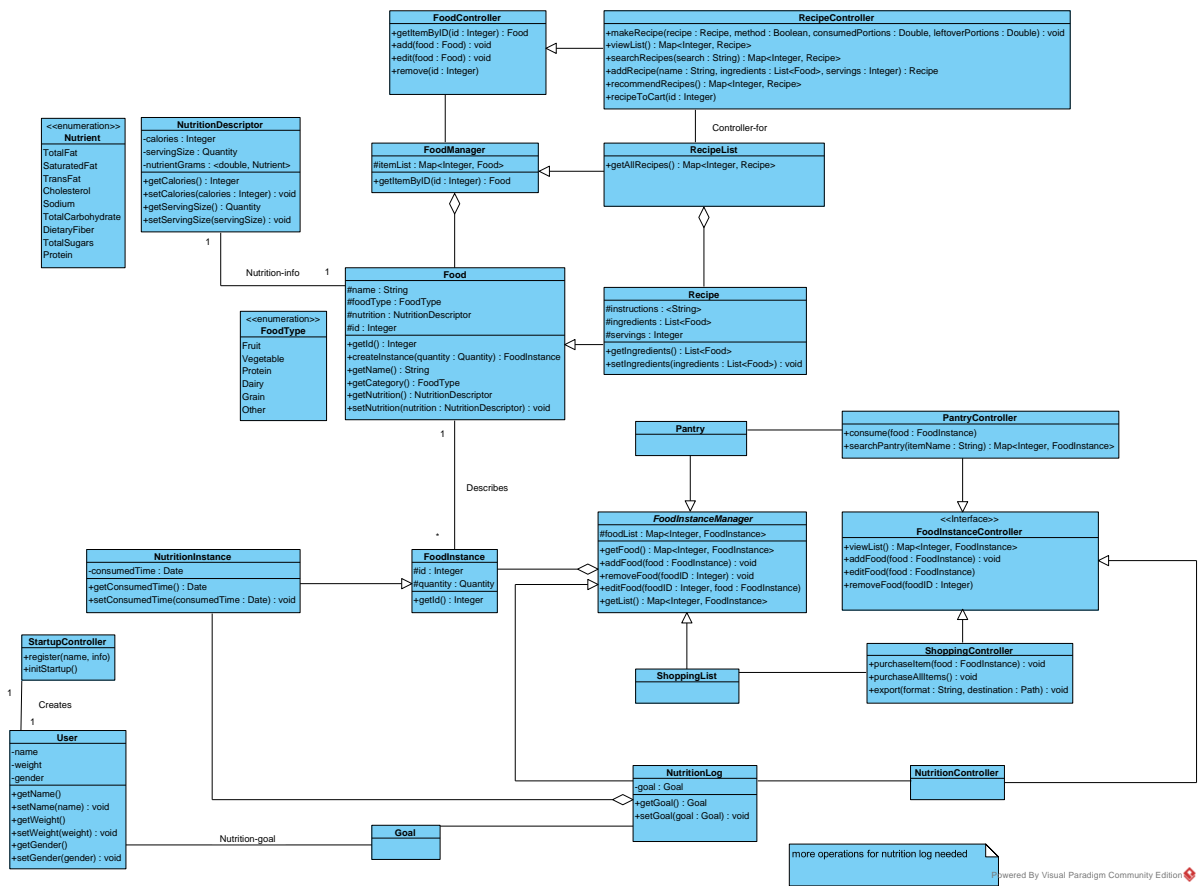 FoodController
+getItemByID(id : Integer) : Food
+add(food : Food) : void
+edit(food : Food) : void
+remove(id : Integer)
RecipeController
+makeRecipe(recipe : Recipe, method : Boolean, consumedPortions : Double, leftoverPortions : Double) : void
+viewList() : Map<Integer, Recipe>
+searchRecipes(search : String) : Map<Integer, Recipe>
+addRecipe(name : String, ingredients : List<Food>, servings : Integer) : Recipe
+recommendRecipes() : Map<Integer, Recipe>
+recipeToCart(id : Integer)
Controller-for
<<enumeration>>
Nutrient
TotalFat
SaturatedFat
TransFat
Cholesterol
Sodium
TotalCarbohydrate
DietaryFiber
TotalSugars
Protein
NutritionDescriptor
-calories : Integer
-servingSize : Quantity
-nutrientGrams : <double, Nutrient>
+getCalories() : Integer
+setCalories(calories : Integer) : void
+getServingSize() : Quantity
+setServingSize(servingSize) : void
FoodManager
#itemList : Map<Integer, Food>
+getItemByID(id : Integer) : Food
RecipeList
+getAllRecipes() : Map<Integer, Recipe>
1
Nutrition-info
1
Food
#name : String
#foodType : FoodType
#nutrition : NutritionDescriptor
#id : Integer
+getId() : Integer
+createInstance(quantity : Quantity) : FoodInstance
+getName() : String
+getCategory() : FoodType
+getNutrition() : NutritionDescriptor
+setNutrition(nutrition : NutritionDescriptor) : void
Recipe
#instructions : <String>
#ingredients : List<Food>
#servings : Integer
+getIngredients() : List<Food>
+setIngredients(ingredients : List<Food>) : void
<<enumeration>>
FoodType
Fruit
Vegetable
Protein
Dairy
Grain
Other
1
Describes
*
Pantry
PantryController
+consume(food : FoodInstance)
+searchPantry(itemName : String) : Map<Integer, FoodInstance>
FoodInstanceManager
#foodList : Map<Integer, FoodInstance>
+getFood() : Map<Integer, FoodInstance>
+addFood(food : FoodInstance) : void
+removeFood(foodID : Integer) : void
+editFood(foodID : Integer, food : FoodInstance)
+getList() : Map<Integer, FoodInstance>
<<Interface>>
FoodInstanceController
+viewList() : Map<Integer, FoodInstance>
+addFood(food : FoodInstance) : void
+editFood(food : FoodInstance)
+removeFood(foodID : Integer)
NutritionInstance
-consumedTime : Date
+getConsumedTime() : Date
+setConsumedTime(consumedTime : Date) : void
FoodInstance
#id : Integer
#quantity : Quantity
+getId() : Integer
StartupController
+register(name, info)
+initStartup()
1
Creates
1
ShoppingList
ShoppingController
+purchaseItem(food : FoodInstance) : void
+purchaseAllItems() : void
+export(format : String, destination : Path) : void
User
-name
-weight
-gender
+getName()
+setName(name) : void
+getWeight()
+setWeight(weight) : void
+getGender()
+setGender(gender) : void
Nutrition-goal
Goal
NutritionLog
-goal : Goal
+getGoal() : Goal
+setGoal(goal : Goal) : void
NutritionController
more operations for nutrition log needed
Powered By Visual Paradigm Community Edition